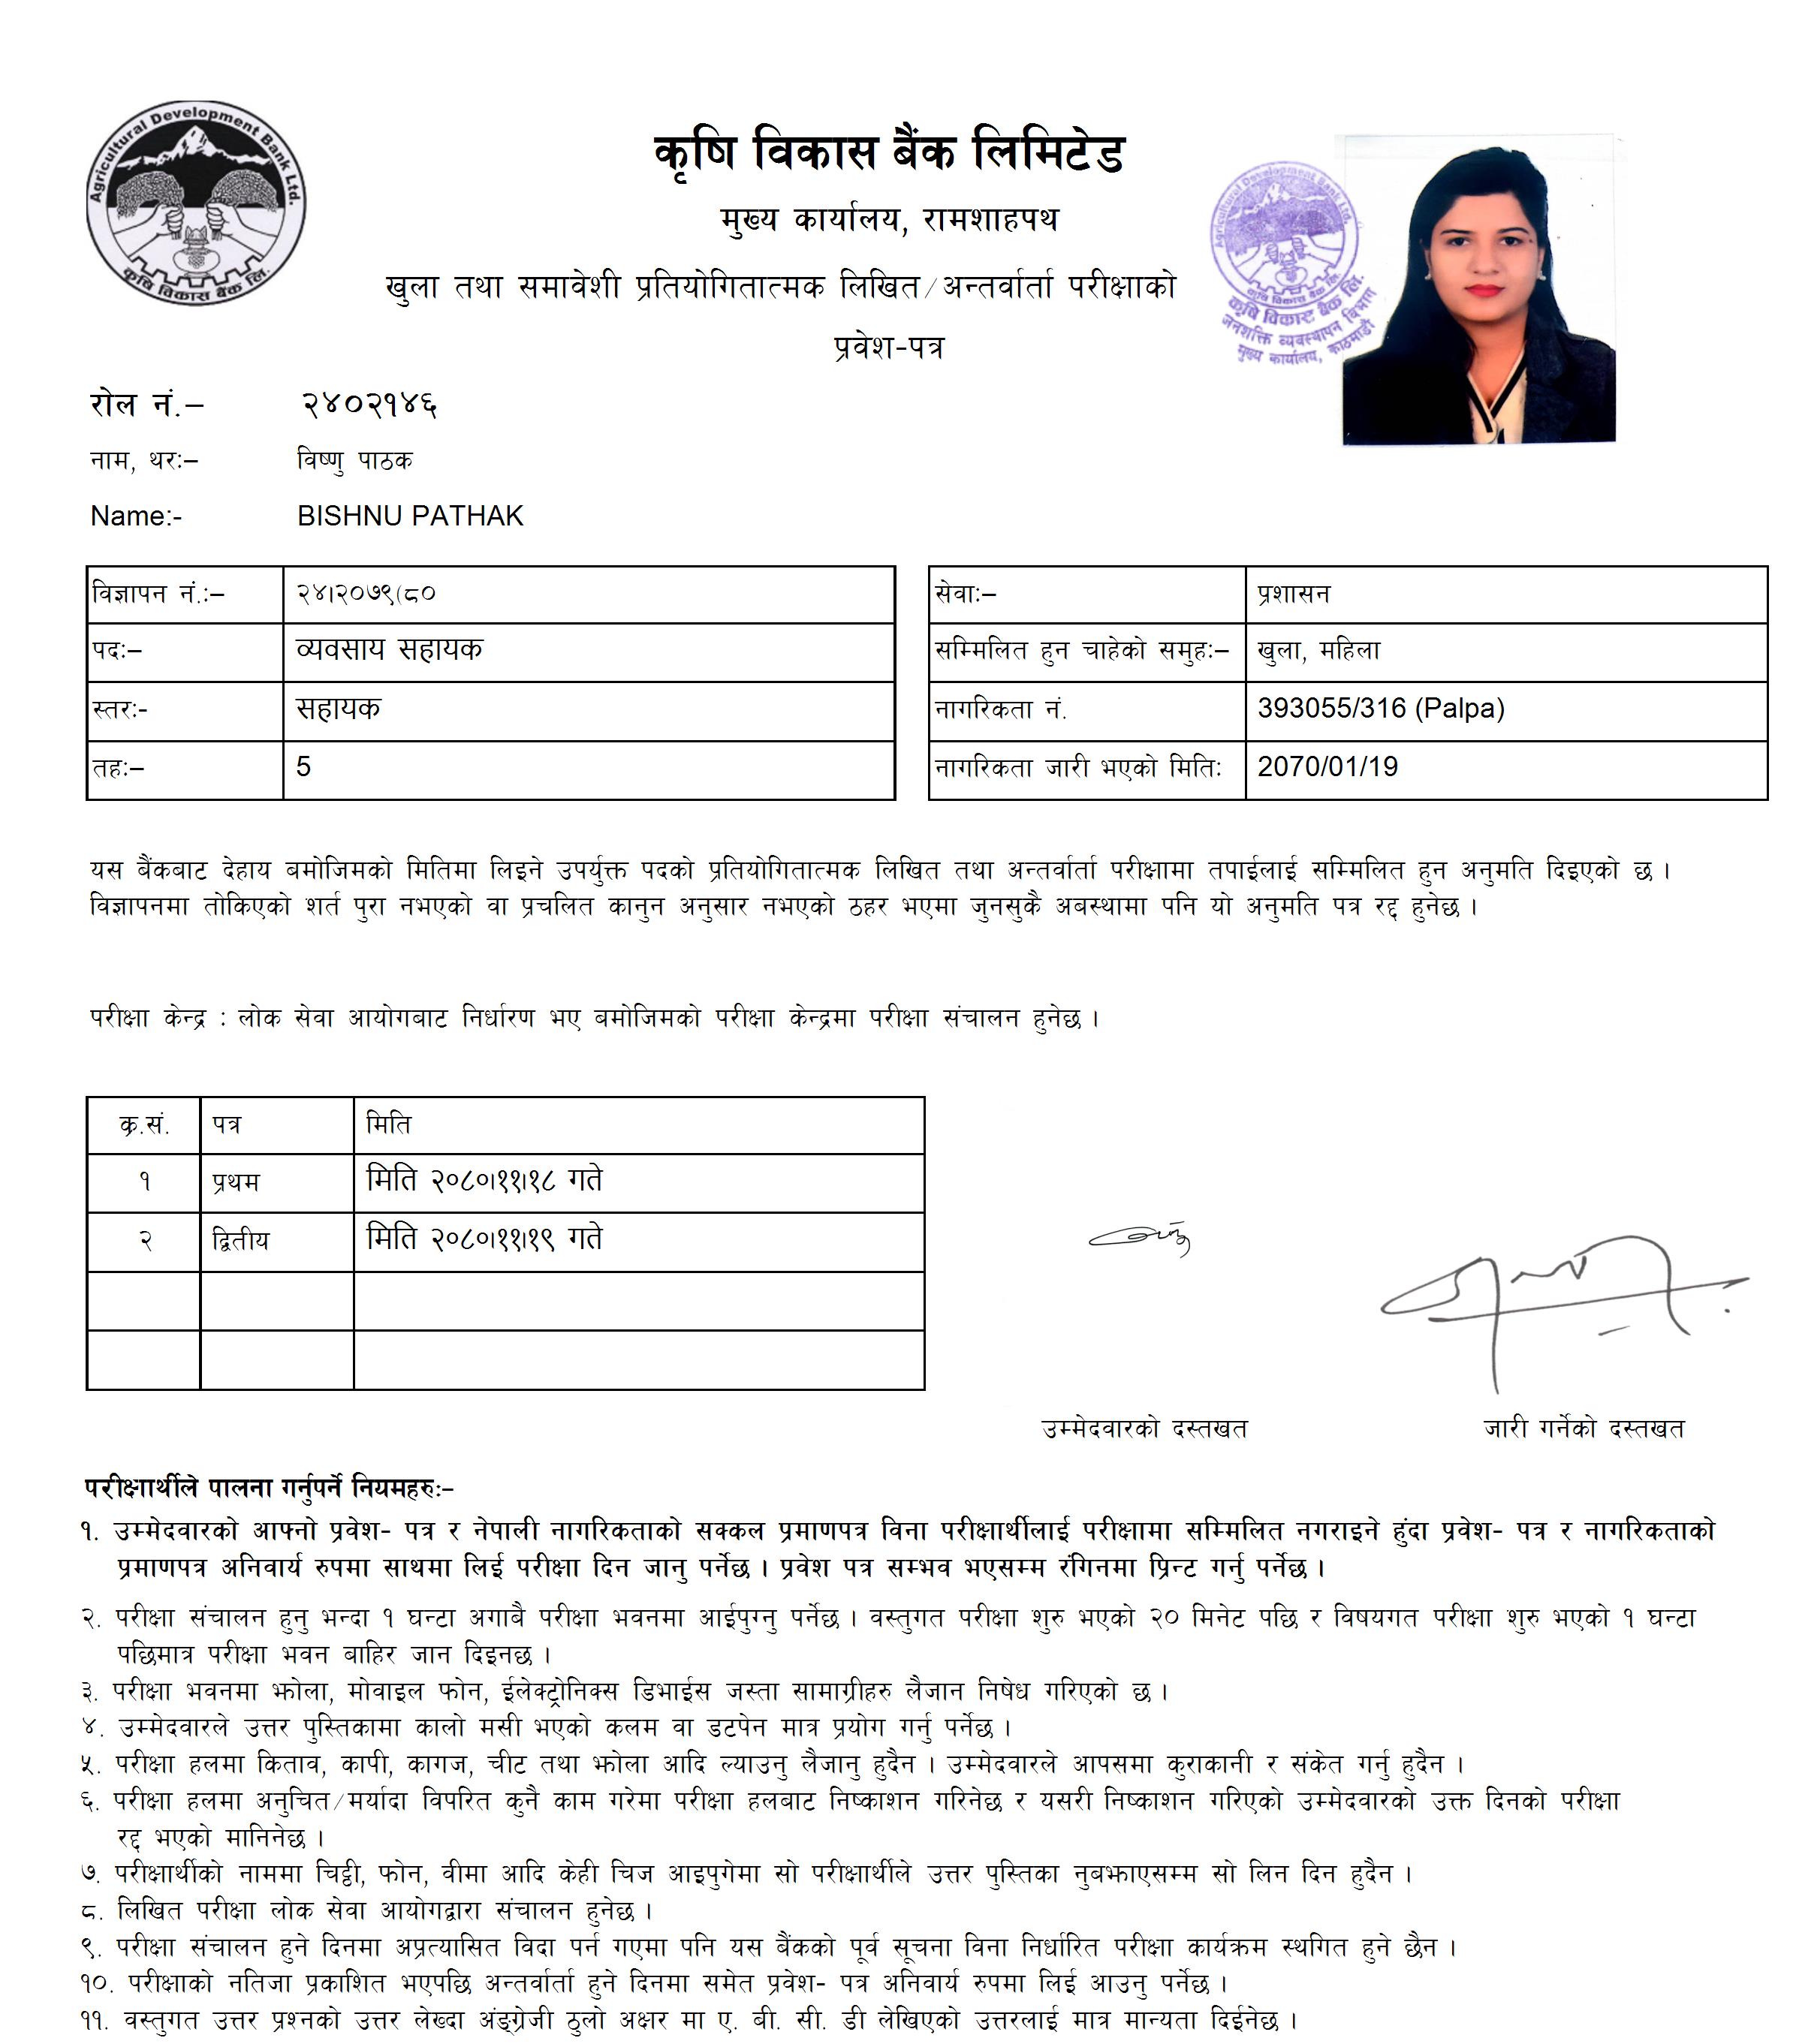 Agricultural Development Bank Ltd.
कृषि विकास बैंक लि.
कृषि विकास बैंक लिमिटेड
मुख्य कार्यालय, रामशाहपथ
खुला तथा समावेशी प्रतियोगितात्मक लिखित/अन्तर्वार्ता परीक्षाको
प्रवेश-पत्र
Agricultural Development Bank Ltd.
कृषि विकास बैंक लि.
कृषि विकास बैंक लि.
जनशक्ति व्यवस्थापन विभाग
मुख्य कार्यालय, काठमाडौं
रोल नं.– २४०२१४६
नाम, थरः– विष्णु पाठक
Name:- BISHNU PATHAK
विज्ञापन नं.:– २४।२०७९(८०
पदः– व्यवसाय सहायक
स्तरः- सहायक
तहः– 5
सेवाः– प्रशासन
सम्मिलित हुन चाहेको समुहः– खुला, महिला
नागरिकता नं. 393055/316 (Palpa)
नागरिकता जारी भएको मितिः 2070/01/19
यस बैंकबाट देहाय बमोजिमको मितिमा लिइने उपर्युक्त पदको प्रतियोगितात्मक लिखित तथा अन्तर्वार्ता परीक्षामा तपाईलाई सम्मिलित हुन अनुमति दिइएको छ ।
विज्ञापनमा तोकिएको शर्त पुरा नभएको वा प्रचलित कानुन अनुसार नभएको ठहर भएमा जुनसुकै अबस्थामा पनि यो अनुमति पत्र रद्द हुनेछ ।
परीक्षा केन्द्र : लोक सेवा आयोगबाट निर्धारण भए बमोजिमको परीक्षा केन्द्रमा परीक्षा संचालन हुनेछ ।
क्र.सं. पत्र मिति
१ प्रथम मिति २०८०।११।१८ गते
२ द्वितीय मिति २०८०।११।१९ गते
उम्मेदवारको दस्तखत जारी गर्नेको दस्तखत
परीक्षार्थीले पालना गर्नुपर्ने नियमहरुः–
१. उम्मेदवारको आफ्नो प्रवेश- पत्र र नेपाली नागरिकताको सक्कल प्रमाणपत्र विना परीक्षार्थीलाई परीक्षामा सम्मिलित नगराइने हुंदा प्रवेश- पत्र र नागरिकताको
प्रमाणपत्र अनिवार्य रुपमा साथमा लिई परीक्षा दिन जानु पर्नेछ । प्रवेश पत्र सम्भव भएसम्म रंगिनमा प्रिन्ट गर्नु पर्नेछ ।
२. परीक्षा संचालन हुनु भन्दा १ घन्टा अगाबै परीक्षा भवनमा आईपुग्नु पर्नेछ । वस्तुगत परीक्षा शुरु भएको २० मिनेट पछि र विषयगत परीक्षा शुरु भएको १ घन्टा
पछिमात्र परीक्षा भवन बाहिर जान दिइनछ ।
३. परीक्षा भवनमा झोला, मोवाइल फोन, ईलेक्ट्रोनिक्स डिभाईस जस्ता सामाग्रीहरु लैजान निषेध गरिएको छ ।
४. उम्मेदवारले उत्तर पुस्तिकामा कालो मसी भएको कलम वा डटपेन मात्र प्रयोग गर्नु पर्नेछ ।
५. परीक्षा हलमा किताव, कापी, कागज, चीट तथा झोला आदि ल्याउनु लैजानु हुदैन । उम्मेदवारले आपसमा कुराकानी र संकेत गर्नु हुदैन ।
६. परीक्षा हलमा अनुचित/मर्यादा विपरित कुनै काम गरेमा परीक्षा हलबाट निष्काशन गरिनेछ र यसरी निष्काशन गरिएको उम्मेदवारको उक्त दिनको परीक्षा
रद्द भएको मानिनेछ ।
७. परीक्षार्थीको नाममा चिट्ठी, फोन, वीमा आदि केही चिज आइपुगेमा सो परीक्षार्थीले उत्तर पुस्तिका नुबझाएसम्म सो लिन दिन हुदैन ।
८. लिखित परीक्षा लोक सेवा आयोगद्वारा संचालन हुनेछ ।
९. परीक्षा संचालन हुने दिनमा अप्रत्यासित विदा पर्न गएमा पनि यस बैंकको पूर्व सूचना विना निर्धारित परीक्षा कार्यक्रम स्थगित हुने छैन ।
१०. परीक्षाको नतिजा प्रकाशित भएपछि अन्तर्वार्ता हुने दिनमा समेत प्रवेश- पत्र अनिवार्य रुपमा लिई आउनु पर्नेछ ।
११. वस्तुगत उत्तर प्रश्नको उत्तर लेख्दा अंङ्ग्रेजी ठुलो अक्षर मा ए. बी. सी. डी लेखिएको उत्तरलाई मात्र मान्यता दिईनेछ ।